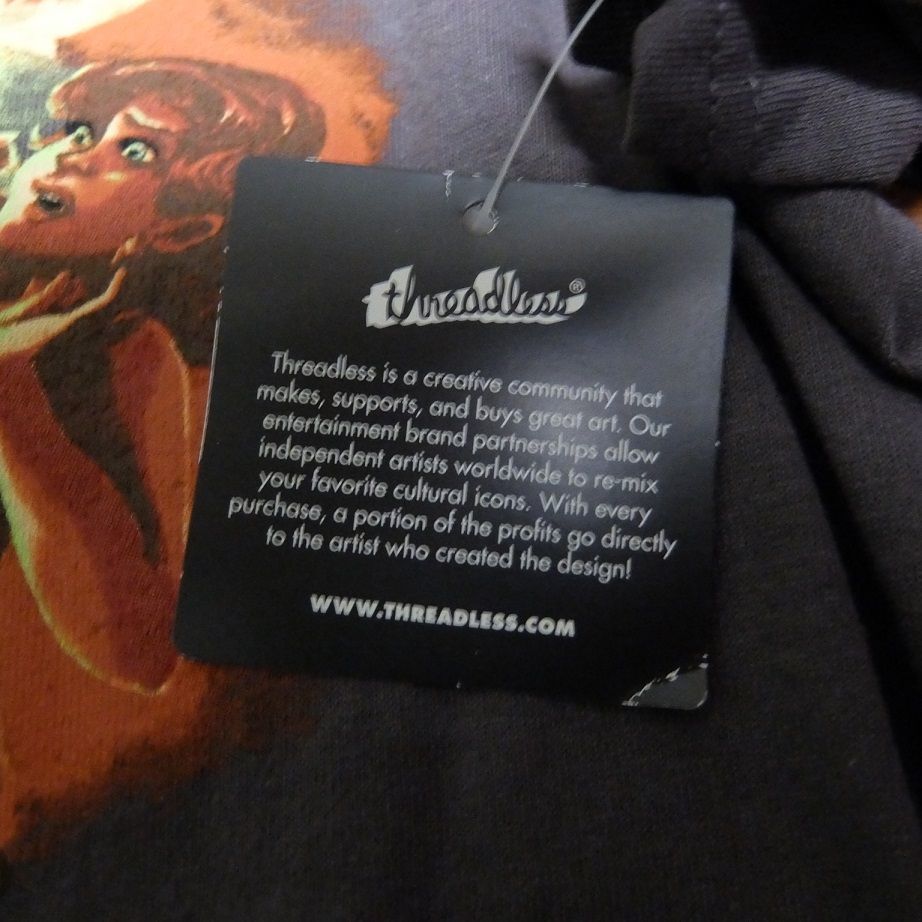 threadless®
Threadless is a creative community that
makes, supports, and buys great art. Our
entertainment brand partnerships allow
independent artists worldwide to re-mix
your favorite cultural icons. With every
purchase, a portion of the profits go directly
to the artist who created the design!
WWW.THREADLESS.COM